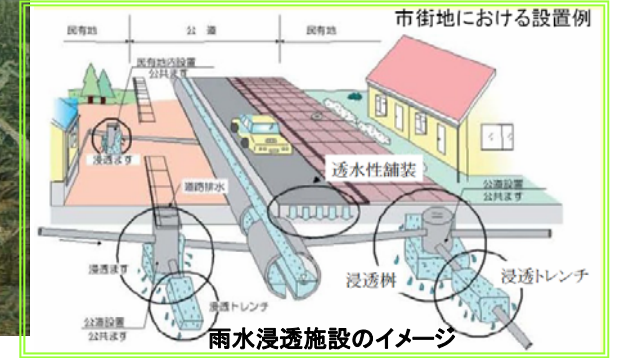 市街地における設置例
民有地
公道
民有地
民有地内設置
公共ます
浸透ます
道路排水
透水性舗装
公道設置
公共ます
浸透ます
浸透トレンチ
浸透桝
浸透トレンチ
公道設置
公共ます
雨水浸透施設のイメージ